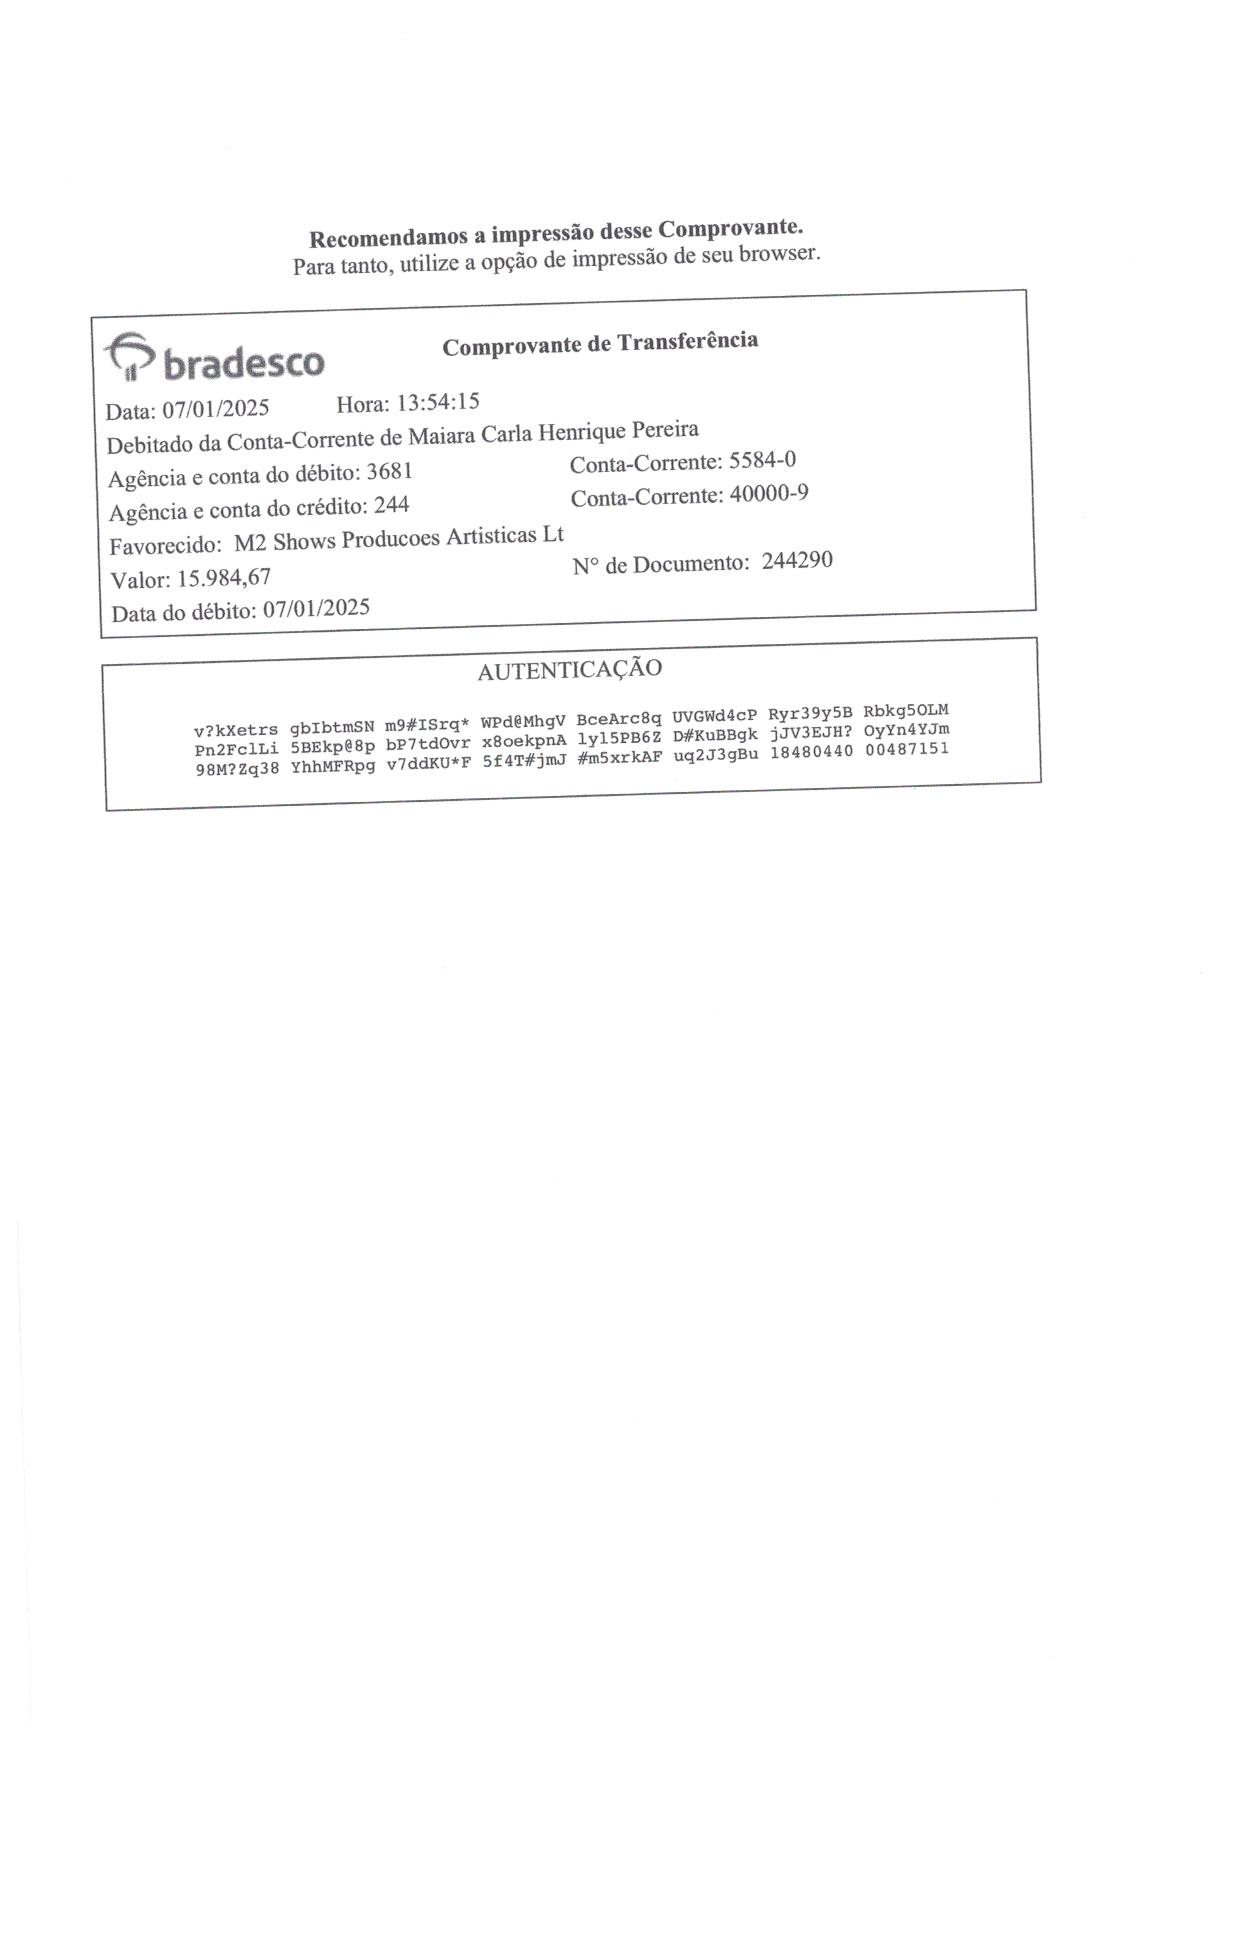 Recomendamos a impressão desse Comprovante.
Para tanto, utilize a opção de impressão de seu browser.
bradesco
Comprovante de Transferência
Data: 07/01/2025 Hora: 13:54:15
Debitado da Conta-Corrente de Maiara Carla Henrique Pereira
Agência e conta do débito: 3681 Conta-Corrente: 5584-0
Agência e conta do crédito: 244 Conta-Corrente: 40000-9
Favorecido: M2 Shows Producoes Artisticas Lt
Valor: 15.984,67 N° de Documento: 244290
Data do débito: 07/01/2025
AUTENTICAÇÃO
v?kXetrs gbIbtmSN m9#ISrq* WPd@MhgV BceArc8q UVGWd4cP Ryr39y5B Rbkg5OLM
Pn2FclLi 5BEkp@8p bP7tdOvr x8oekpnA lyl5PB6Z D#KuBBgk jJV3EJH? OyYn4YJm
98M?Zq38 YhhMFRpg v7ddKU*F 5f4T#jmJ #m5xrkAF uq2J3gBu 18480440 00487151